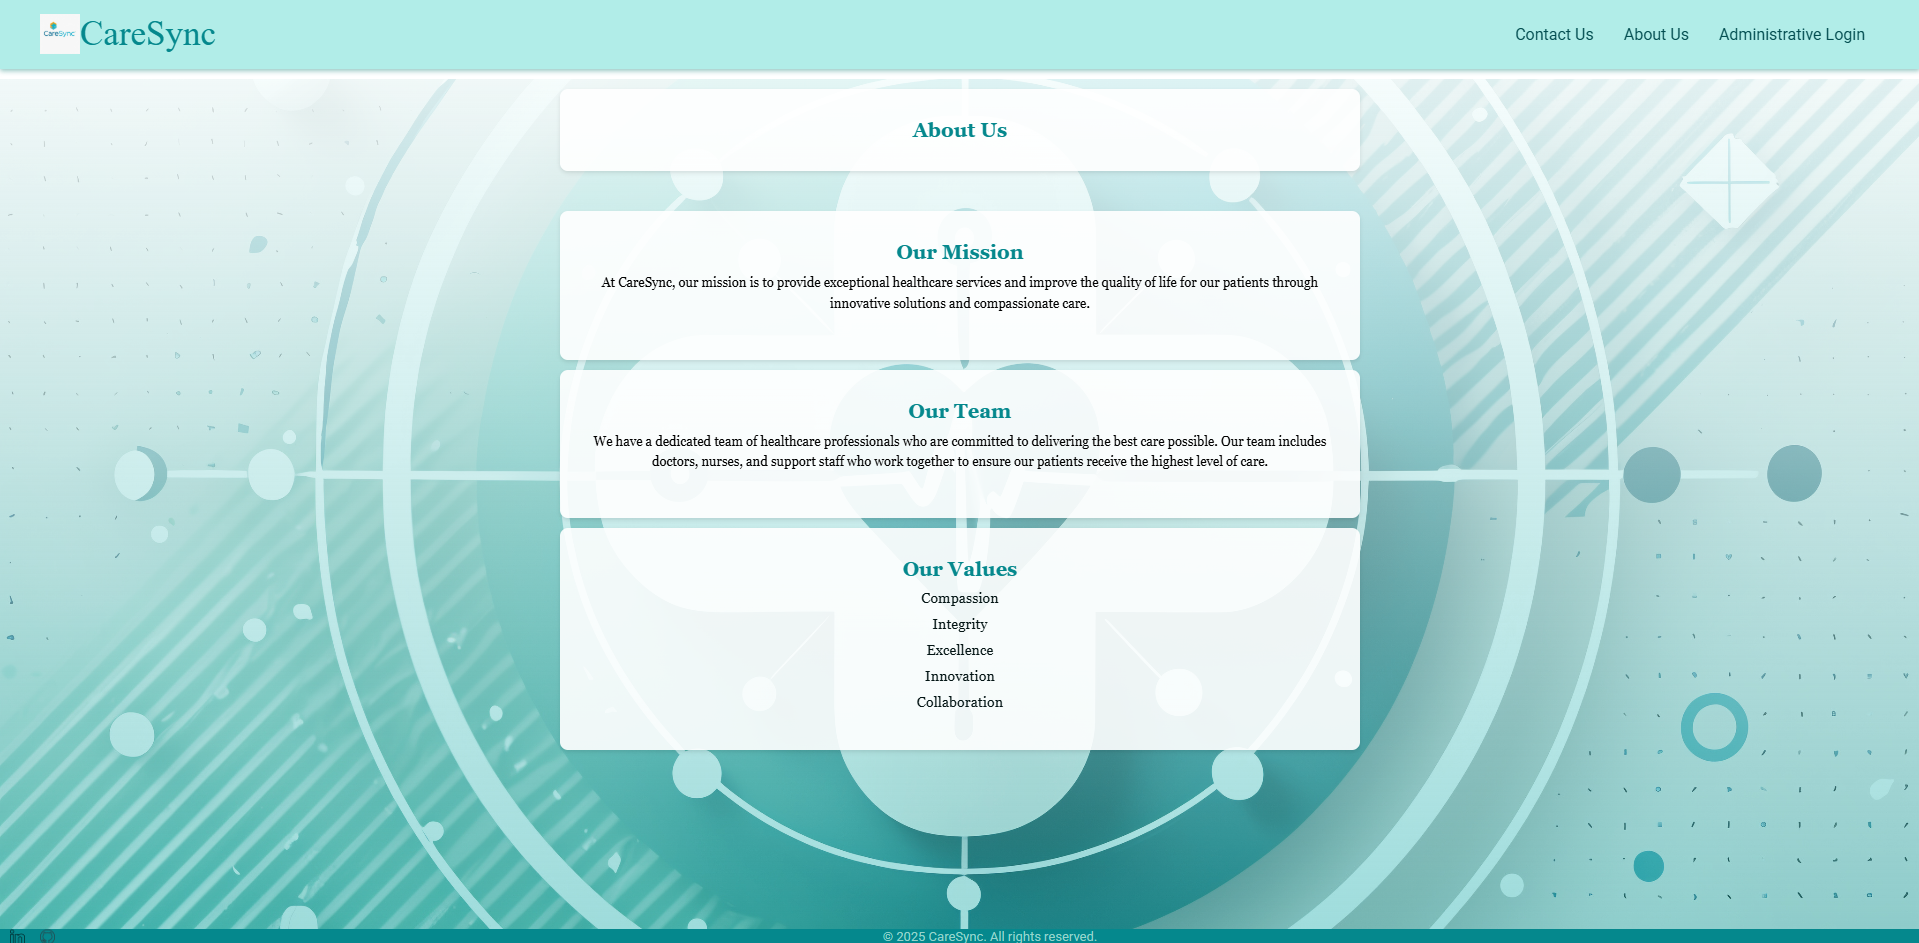 CareSync
CareSync
Contact Us
About Us
Administrative Login
About Us
Our Mission
At CareSync, our mission is to provide exceptional healthcare services and improve the quality of life for our patients through
innovative solutions and compassionate care.
Our Team
We have a dedicated team of healthcare professionals who are committed to delivering the best care possible. Our team includes
doctors, nurses, and support staff who work together to ensure our patients receive the highest level of care.
Our Values
Compassion
Integrity
Excellence
Innovation
Collaboration
in
© 2025 CareSync. All rights reserved.